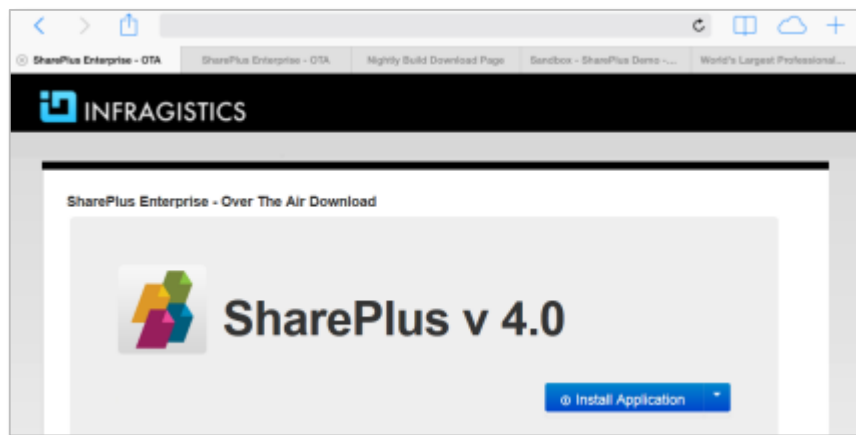 SharePlus Enterprise - OTA
SharePlus Enterprise - OTA
Nightly Build Download Page
Sandbox - SharePlus Demo -...
World's Largest Professional...
INFRAGISTICS
SharePlus Enterprise - Over The Air Download
SharePlus v 4.0
Install Application